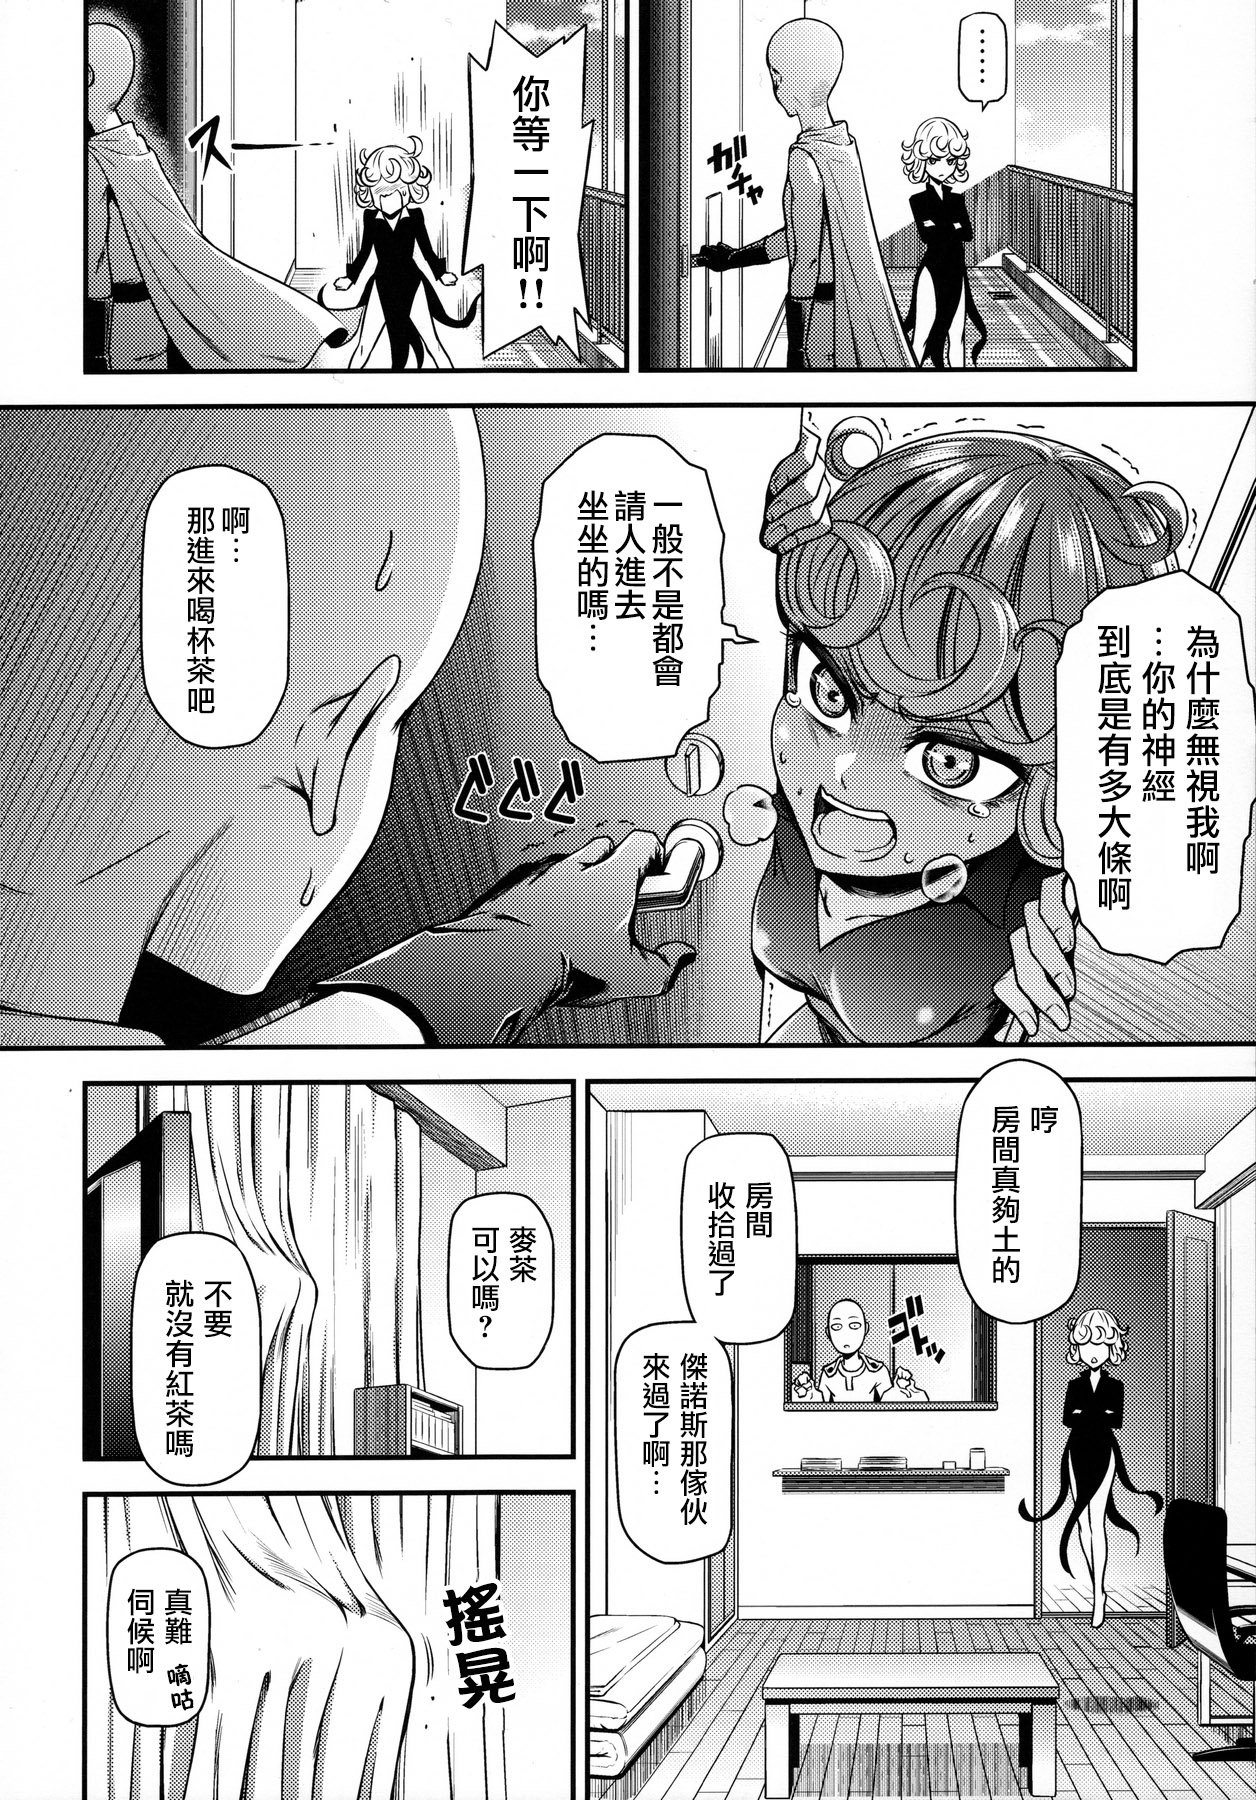 ……
ガチャ
你等一下啊!!
スー
為什麼無視我啊
…你的神經
到底是有多大條啊
一般不是都會
請人進去
坐坐的嗎…
ググググ
啊…
那進來喝杯茶吧
哼
房間真夠土的
房間
收拾過了
傑諾斯那傢伙
來過了啊…
ゴトッ
麥茶
可以嗎?
不要
就沒有紅茶嗎
搖晃
真難
伺候啊
嘀咕